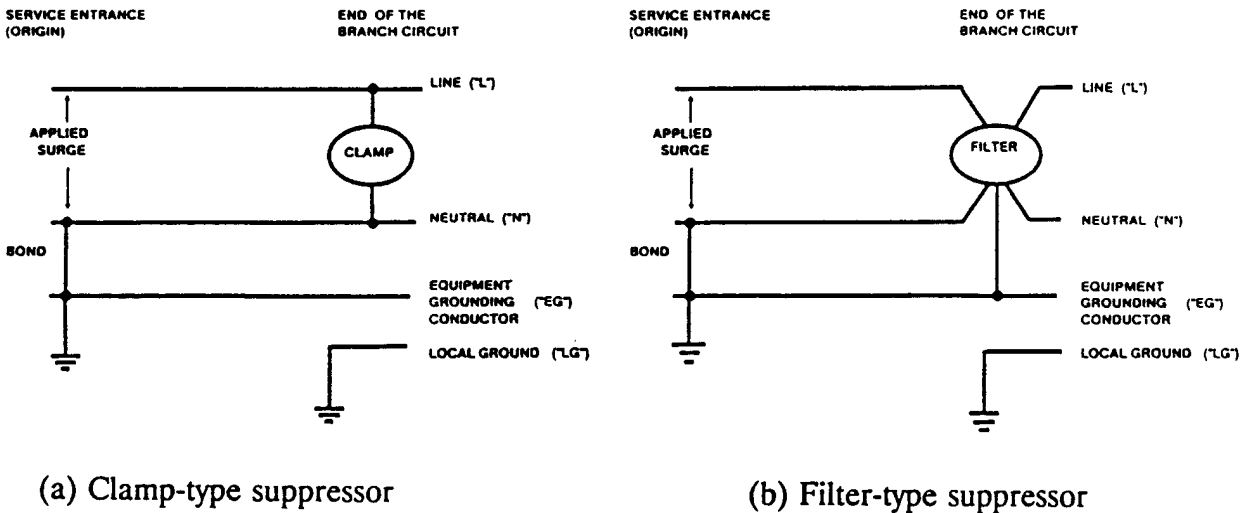 SERVICE ENTRANCE
(ORIGIN)
END OF THE
BRANCH CIRCUIT
LINE ("L")
APPLIED
SURGE
CLAMP
NEUTRAL ("N")
BOND
EQUIPMENT
GROUNDING ("EG")
CONDUCTOR
LOCAL GROUND ("LG")
(a) Clamp-type suppressor
SERVICE ENTRANCE
(ORIGIN)
END OF THE
BRANCH CIRCUIT
LINE ("L")
APPLIED
SURGE
FILTER
NEUTRAL ("N")
BOND
EQUIPMENT
GROUNDING ("EG")
CONDUCTOR
LOCAL GROUND ("LG")
(b) Filter-type suppressor